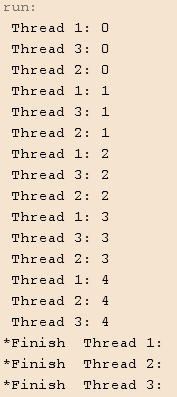 run:
Thread 1: 0
Thread 3: 0
Thread 2: 0
Thread 1: 1
Thread 3: 1
Thread 2: 1
Thread 1: 2
Thread 3: 2
Thread 2: 2
Thread 1: 3
Thread 3: 3
Thread 2: 3
Thread 1: 4
Thread 2: 4
Thread 3: 4
*Finish  Thread 1:
*Finish  Thread 2:
*Finish  Thread 3: